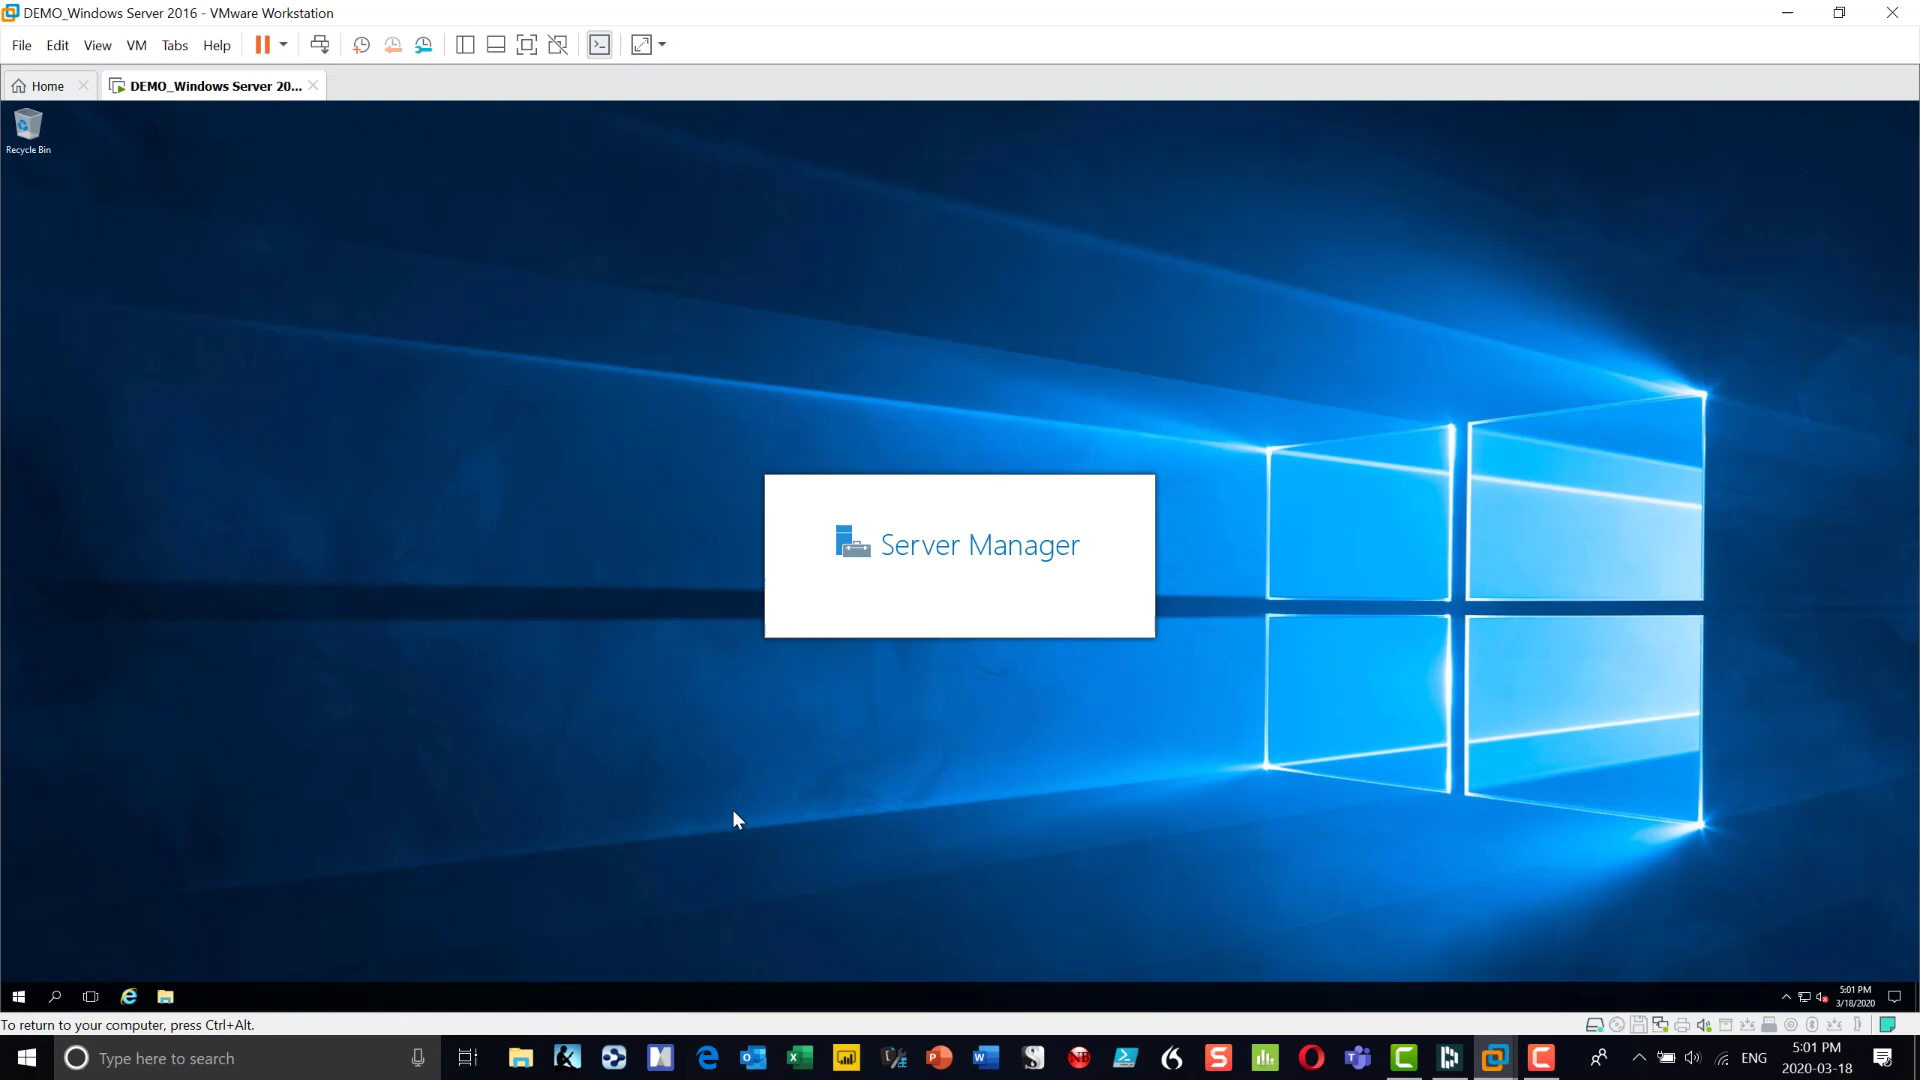 DEMO_Windows Server 2016 - VMware Workstation
File Edit View VM Tabs Help
Home
DEMO_Windows Server 20...
Recycle Bin
Server Manager
5:01 PM
3/18/2020
To return to your computer, press Ctrl+Alt.
Type here to search
ENG
5:01 PM
2020-03-18